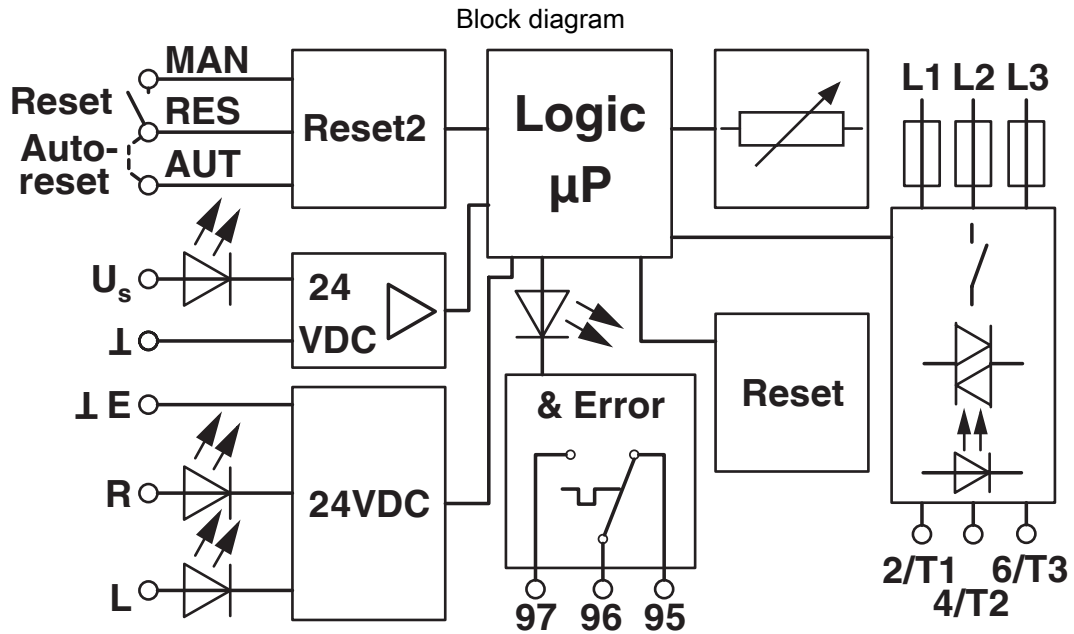 Block diagram
MAN
Reset
RES
Auto-
reset
AUT
Reset2
Logic
µP
L1 L2 L3
Us
24
VDC
⊥
⊥ E
R
L
24VDC
& Error
Reset
97 96 95
2/T1 6/T3
4/T2